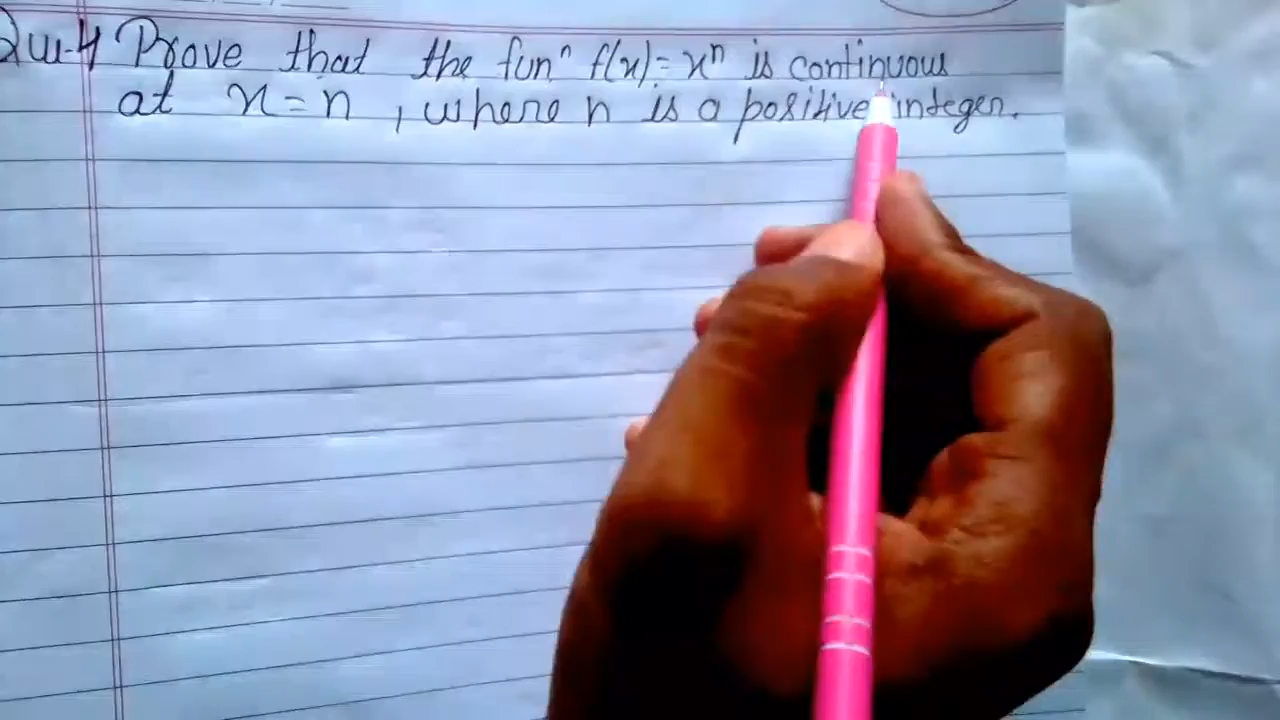 Qu-4 Prove that the funⁿ f(x) = xⁿ is continuous
at x = n , where n is a positive integer.